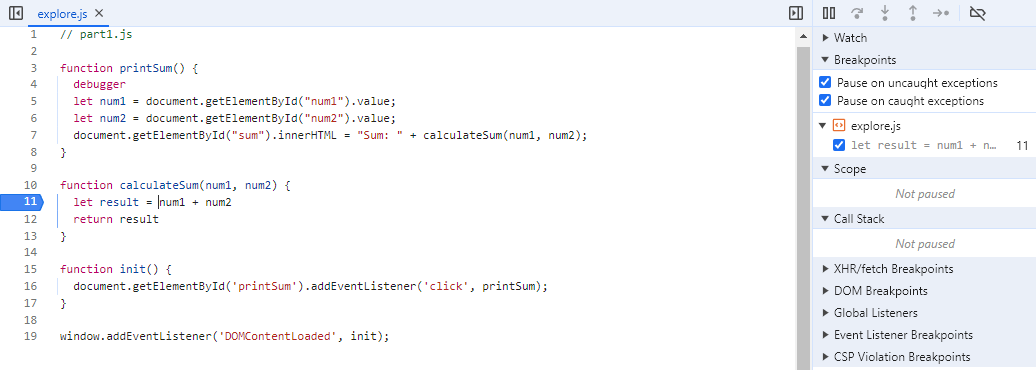 explore.js ×
1 // part1.js
2
3 function printSum() {
4 debugger
5 let num1 = document.getElementById("num1").value;
6 let num2 = document.getElementById("num2").value;
7 document.getElementById("sum").innerHTML = "Sum: " + calculateSum(num1, num2);
8 }
9
10 function calculateSum(num1, num2) {
11 let result = num1 + num2
12 return result
13 }
14
15 function init() {
16 document.getElementById('printSum').addEventListener('click', printSum);
17 }
18
19 window.addEventListener('DOMContentLoaded', init);
Watch
Breakpoints
Pause on uncaught exceptions
Pause on caught exceptions
explore.js
let result = num1 + n… 11
Scope
Not paused
Call Stack
Not paused
XHR/fetch Breakpoints
DOM Breakpoints
Global Listeners
Event Listener Breakpoints
CSP Violation Breakpoints